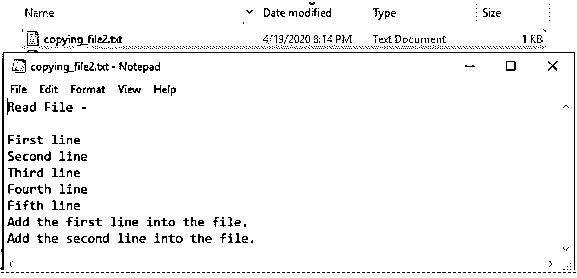 Name Date modified Type Size
copying_file2.txt 4/19/2020 8:14 PM Text Document 1 KB
copying_file2.txt - Notepad
File Edit Format View Help
Read File -
First line
Second line
Third line
Fourth line
Fifth line
Add the first line into the file.
Add the second line into the file.